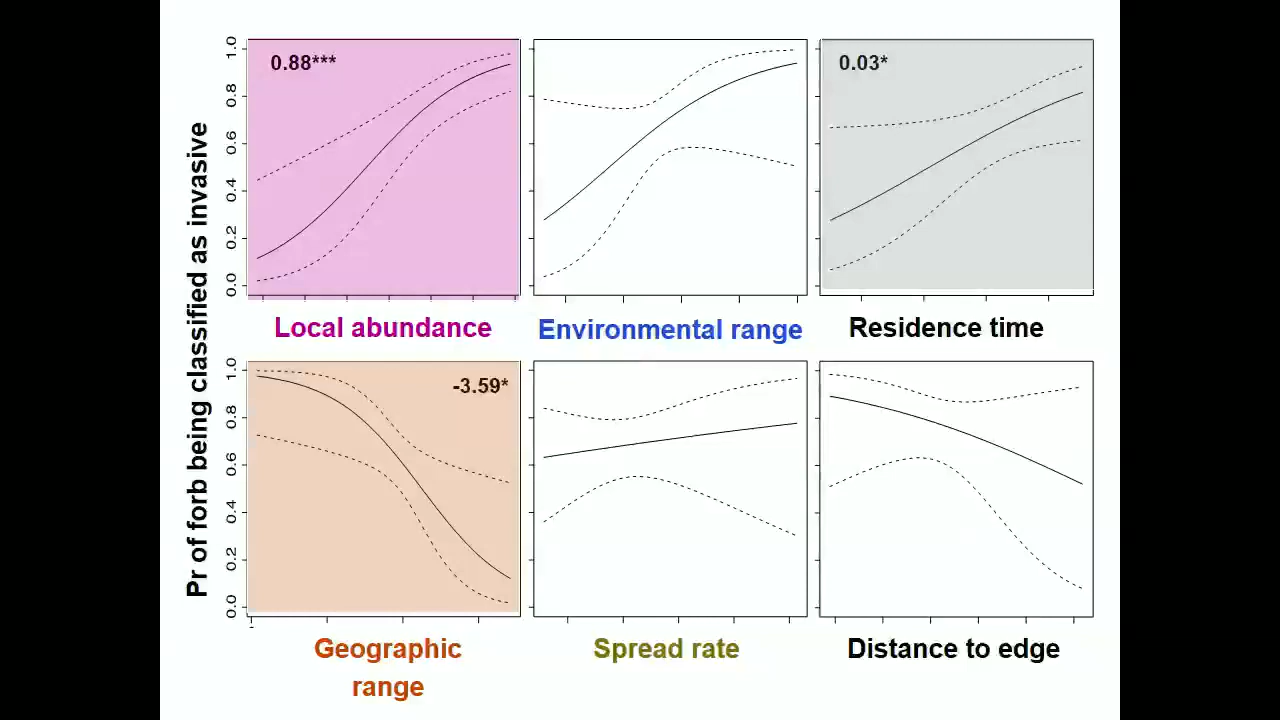 Pr of forb being classified as invasive
1.0
0.8
0.6
0.4
0.2
0.0
0.88***
0.03*
Local abundance
Environmental range
Residence time
1.0
0.8
0.6
0.4
0.2
0.0
-3.59*
Geographic
range
Spread rate
Distance to edge